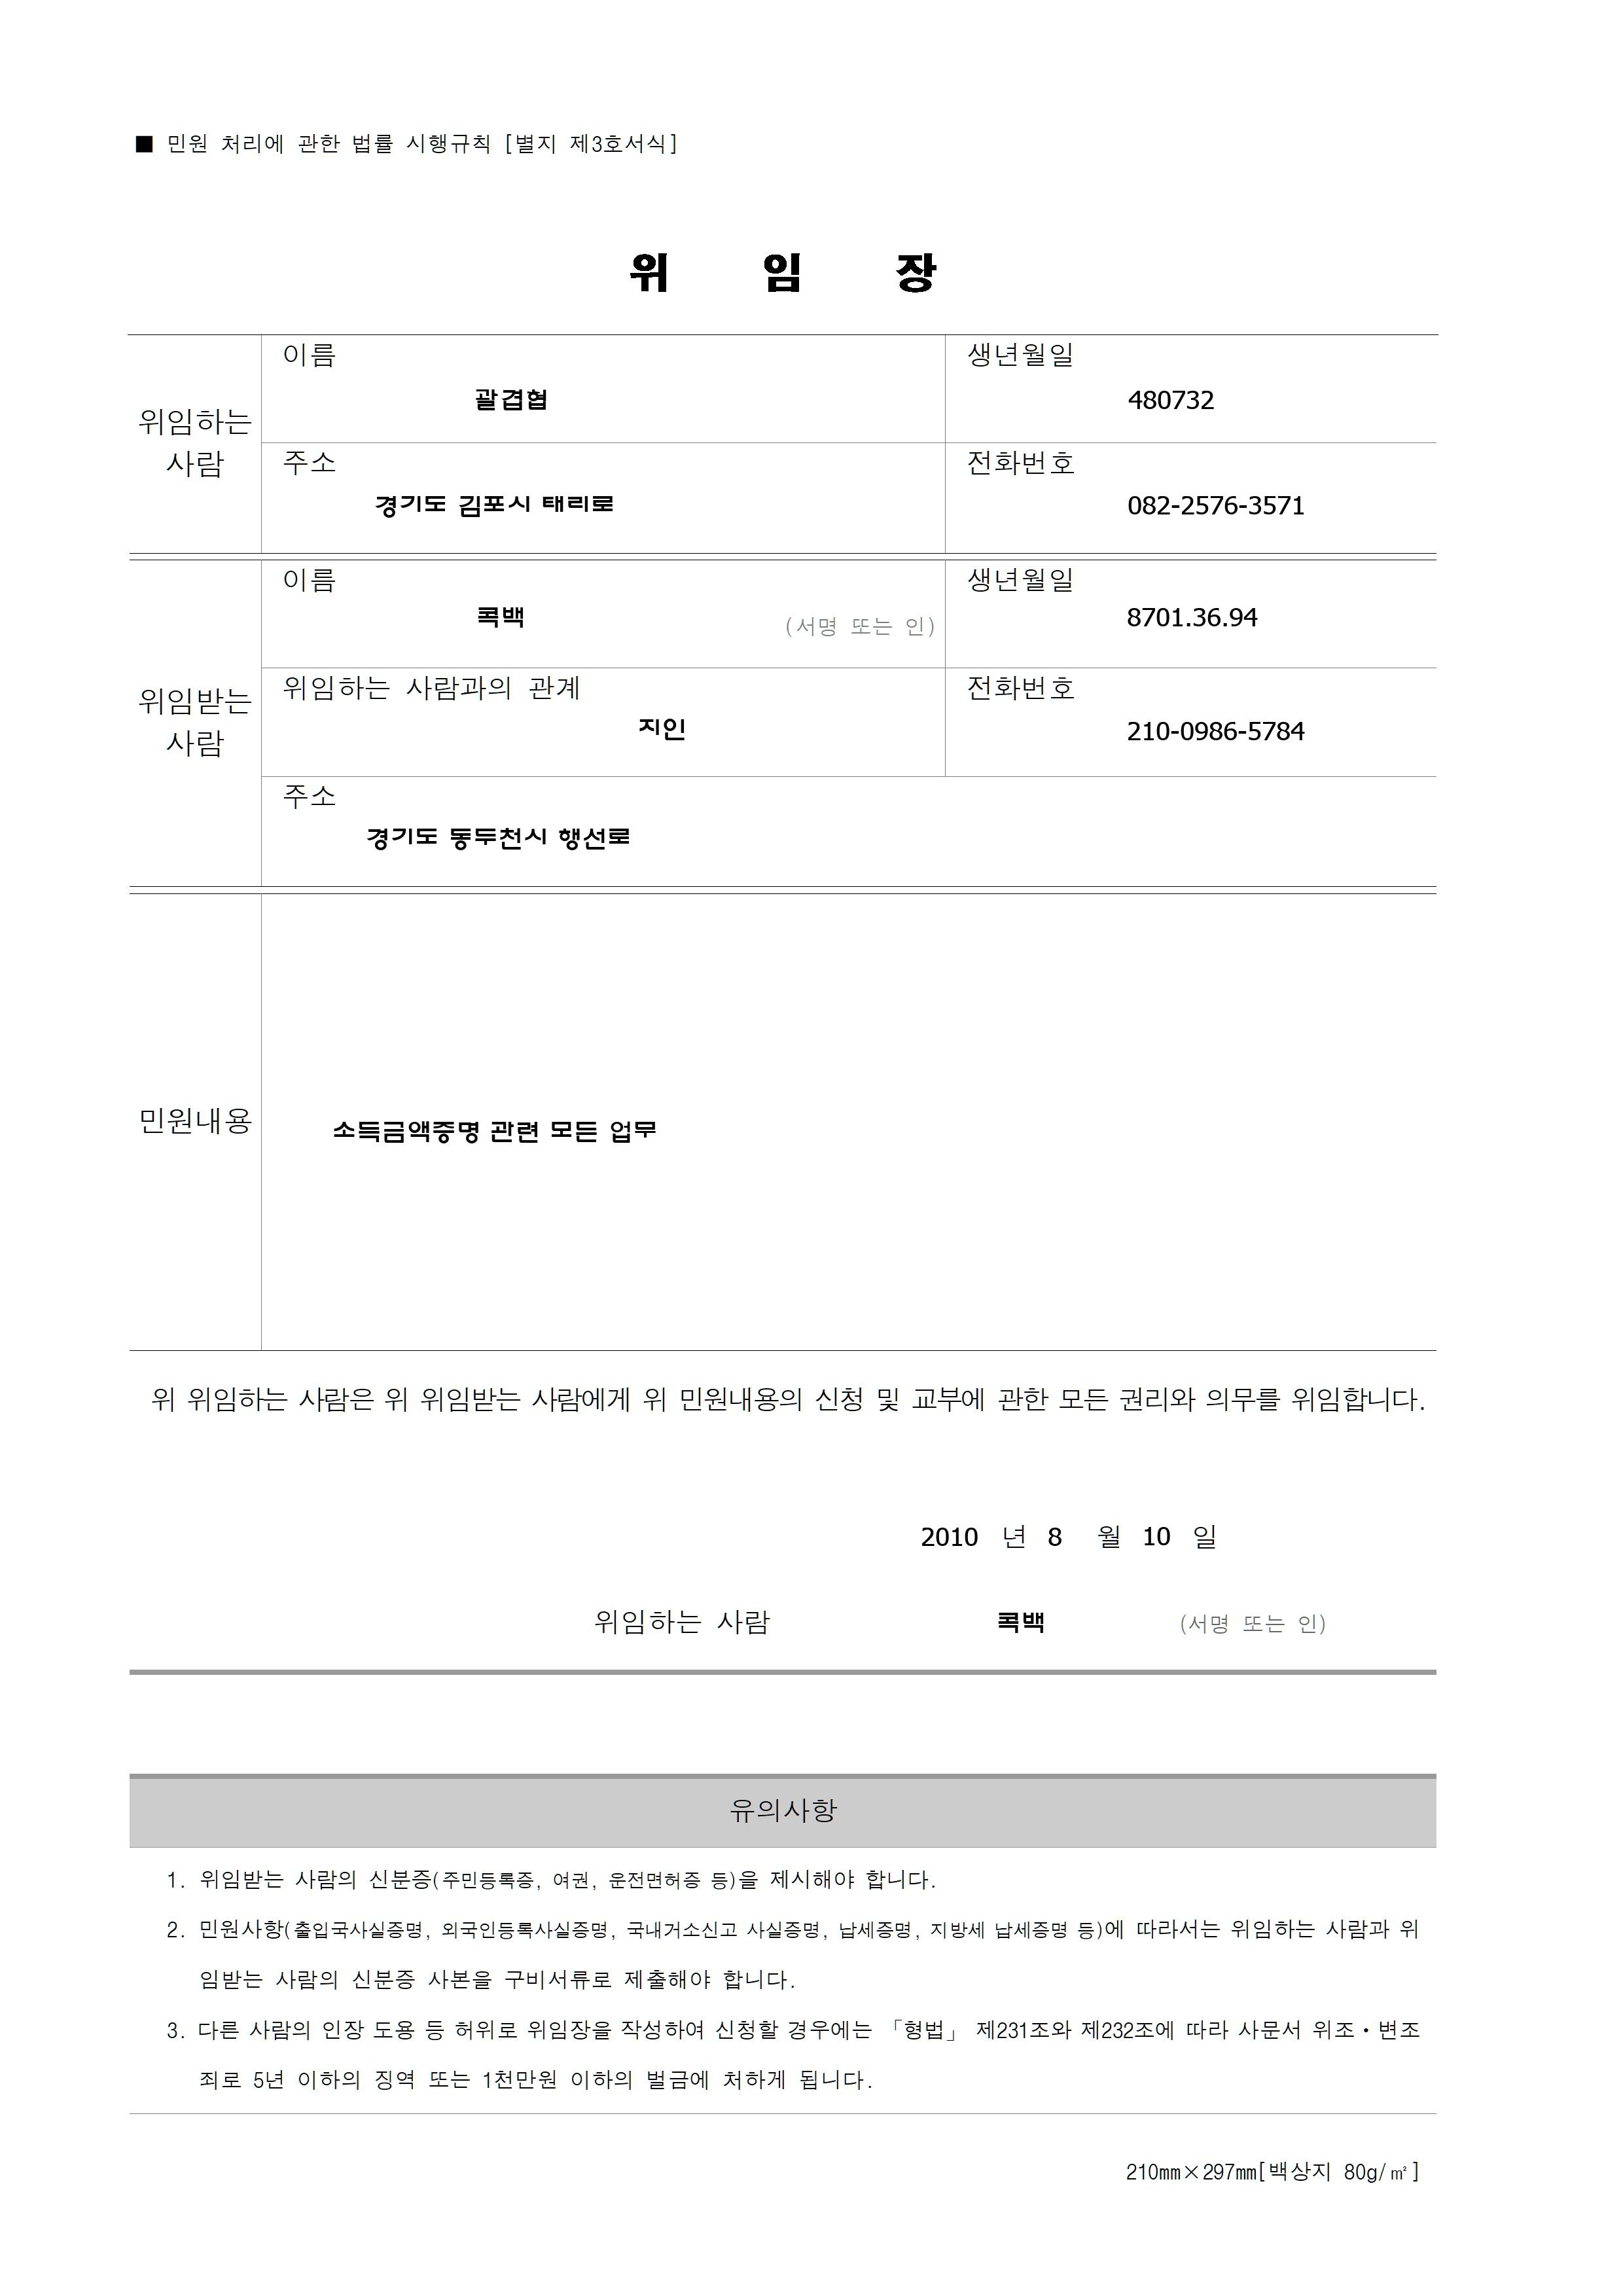 ■ 민원 처리에 관한 법률 시행규칙 [별지 제3호서식]
위 임 장
위임하는 사람
이름
괄겹협
생년월일
480732
주소
경기도 김포시 태리로
전화번호
082-2576-3571
위임받는 사람
이름
콕백
(서명 또는 인)
생년월일
8701.36.94
위임하는 사람과의 관계
지인
전화번호
210-0986-5784
주소
경기도 동두천시 행선로
민원내용
소득금액증명 관련 모든 업무
위 위임하는 사람은 위 위임받는 사람에게 위 민원내용의 신청 및 교부에 관한 모든 권리와 의무를 위임합니다.
2010 년 8 월 10 일
위임하는 사람 콕백 (서명 또는 인)
유의사항
1. 위임받는 사람의 신분증(주민등록증, 여권, 운전면허증 등)을 제시해야 합니다.
2. 민원사항(출입국사실증명, 외국인등록사실증명, 국내거소신고 사실증명, 납세증명, 지방세 납세증명 등)에 따라서는 위임하는 사람과 위
임받는 사람의 신분증 사본을 구비서류로 제출해야 합니다.
3. 다른 사람의 인장 도용 등 허위로 위임장을 작성하여 신청할 경우에는 「형법」 제231조와 제232조에 따라 사문서 위조·변조
죄로 5년 이하의 징역 또는 1천만원 이하의 벌금에 처하게 됩니다.
210㎜×297㎜[백상지 80g/㎡]